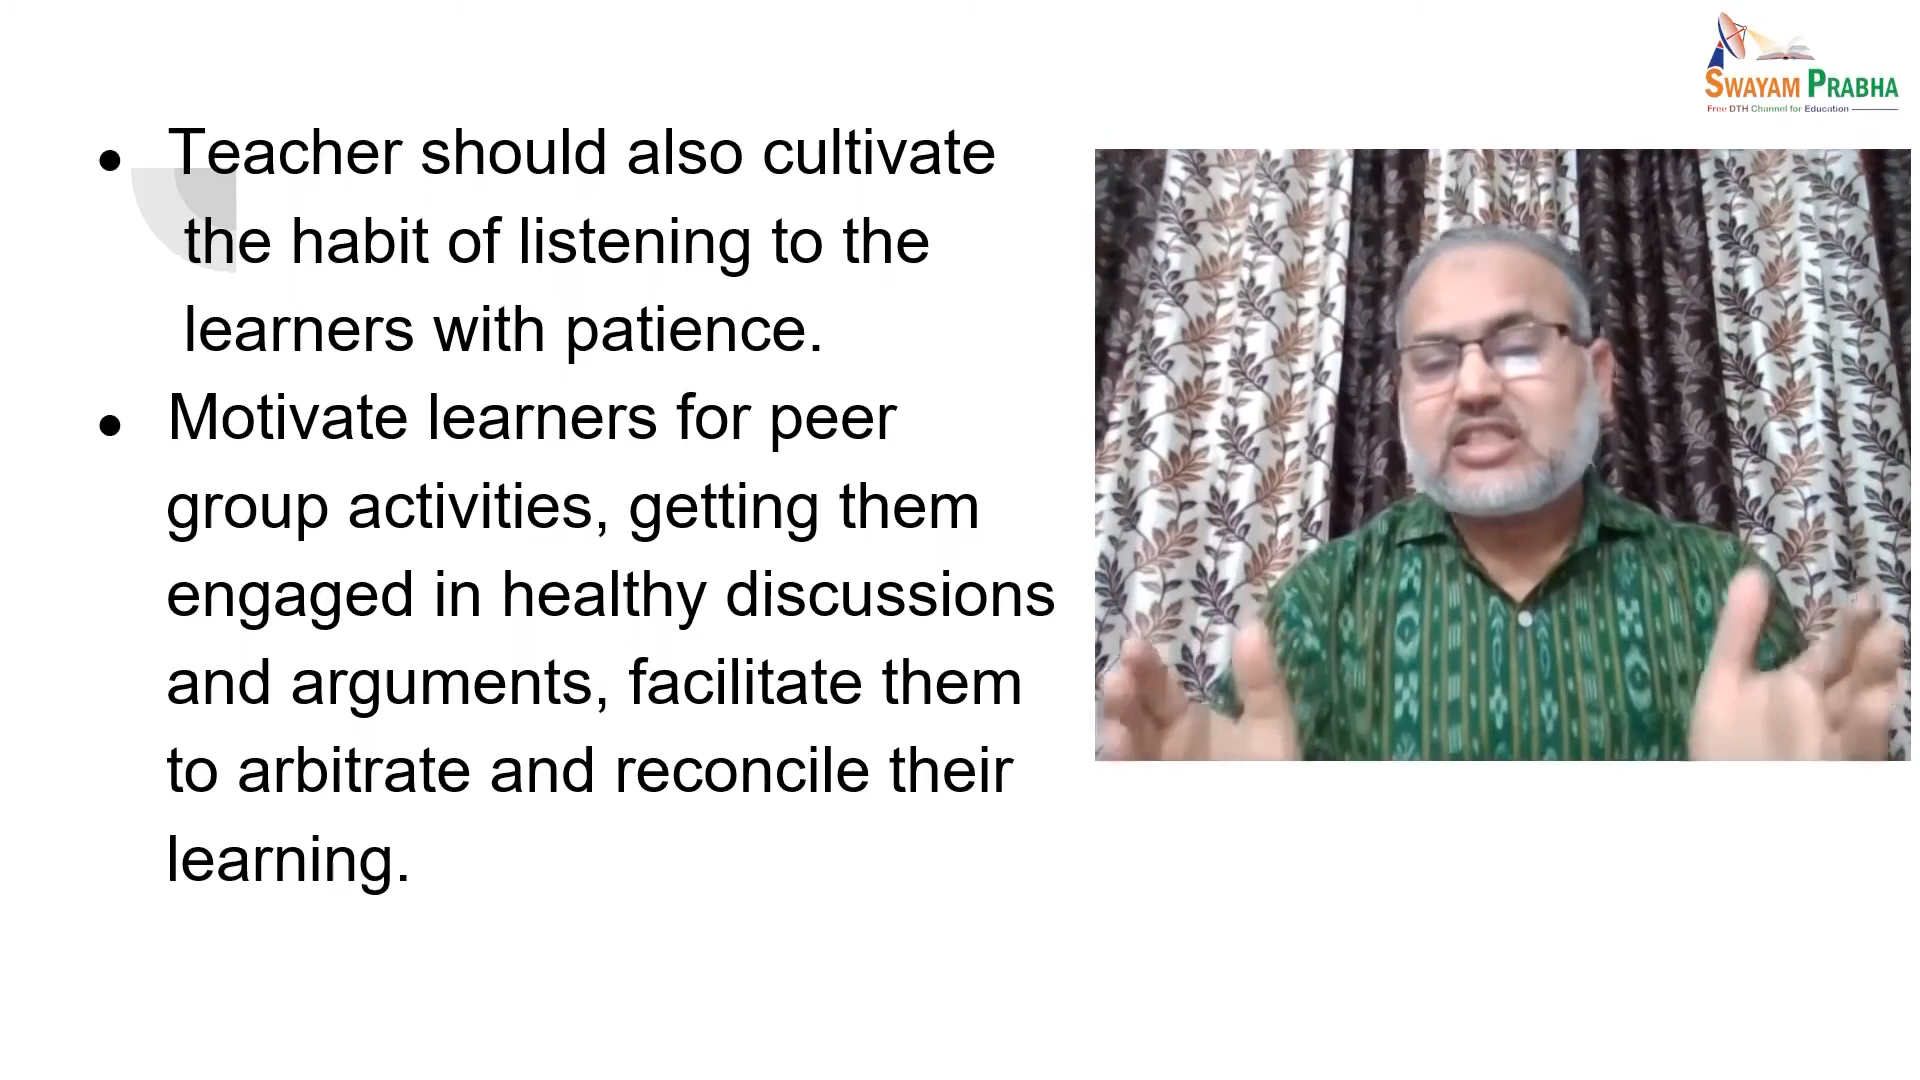 SWAYAM PRABHA
Free DTH Channel for Education
● Teacher should also cultivate
the habit of listening to the
learners with patience.
● Motivate learners for peer
group activities, getting them
engaged in healthy discussions
and arguments, facilitate them
to arbitrate and reconcile their
learning.